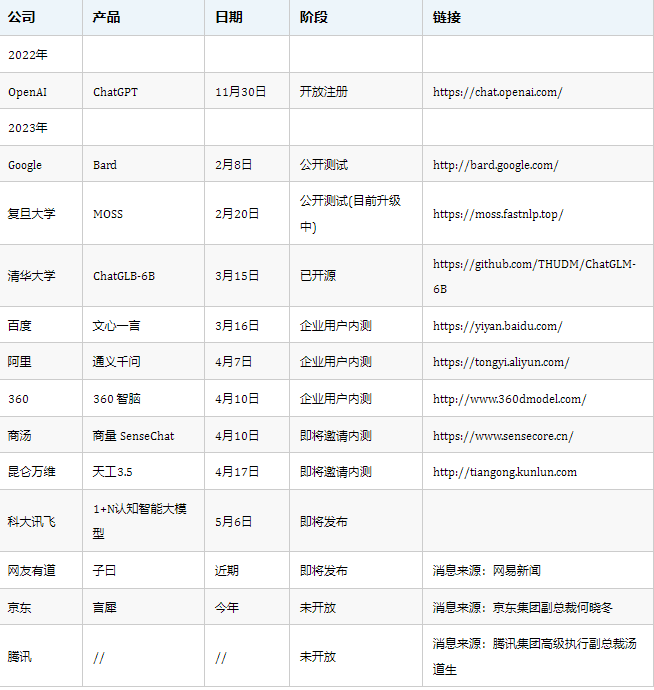 公司 产品 日期 阶段 链接
2022年
OpenAI ChatGPT 11月30日 开放注册 https://chat.openai.com/
2023年
Google Bard 2月8日 公开测试 http://bard.google.com/
复旦大学 MOSS 2月20日 公开测试(目前升级
中) https://moss.fastnlp.top/
清华大学 ChatGLB-6B 3月15日 已开源 https://github.com/THUDM/ChatGLM-
6B
百度 文心一言 3月16日 企业用户内测 https://yiyan.baidu.com/
阿里 通义千问 4月7日 企业用户内测 https://tongyi.aliyun.com/
360 360 智脑 4月10日 企业用户内测 http://www.360dmodel.com/
商汤 商量 SenseChat 4月10日 即将邀请内测 https://www.sensecore.cn/
昆仑万维 天工3.5 4月17日 即将邀请内测 http://tiangong.kunlun.com
科大讯飞 1+N认知智能大模
型 5月6日 即将发布
网友有道 子曰 近期 即将发布 消息来源：网易新闻
京东 言犀 今年 未开放 消息来源：京东集团副总裁何晓冬
腾讯 // // 未开放 消息来源：腾讯集团高级执行副总裁汤
道生